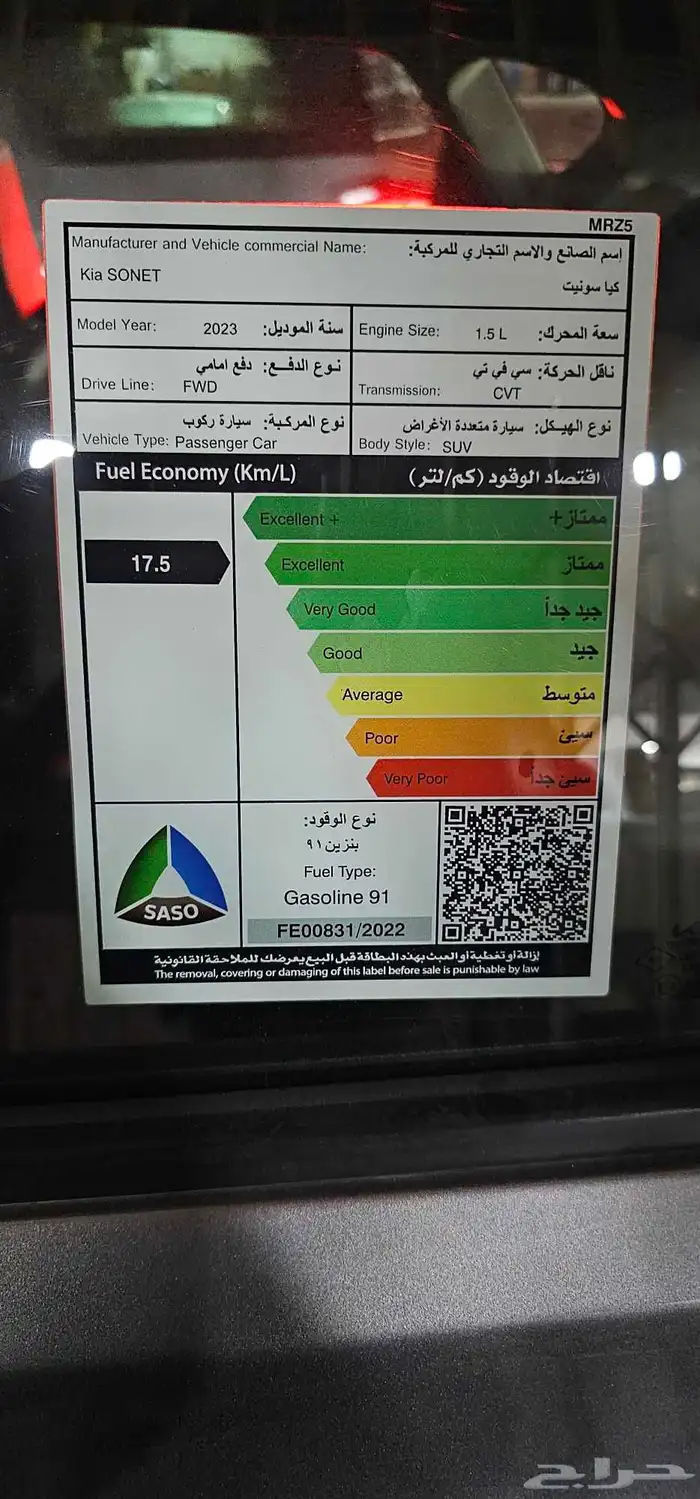 MRZ5
Manufacturer and Vehicle commercial Name: إسم الصانع والاسم التجاري للمركبة:
Kia SONET كيا سونيت
Model Year: 2023 سنة الموديل: Engine Size: 1.5 L سعة المحرك:
نوع الدفع: دفع امامي ناقل الحركة: سي في تي
Drive Line: FWD Transmission: CVT
نوع المركبة: سيارة ركوب نوع الهيكل: سيارة متعددة الأغراض
Vehicle Type: Passenger Car Body Style: SUV
Fuel Economy (Km/L) اقتصاد الوقود (كم/لتر)
Excellent + ممتاز+
17.5 Excellent ممتاز
Very Good جيد جداً
Good جيد
Average متوسط
Poor سيئ
Very Poor سيئ جداً
نوع الوقود:
بنزين ٩١
Fuel Type:
Gasoline 91
SASO
FE00831/2022
إزالة أو تغطية أو العبث بهذه البطاقة قبل البيع يعرضك للملاحقة القانونية
The removal, covering or damaging of this label before sale is punishable by law
حراج